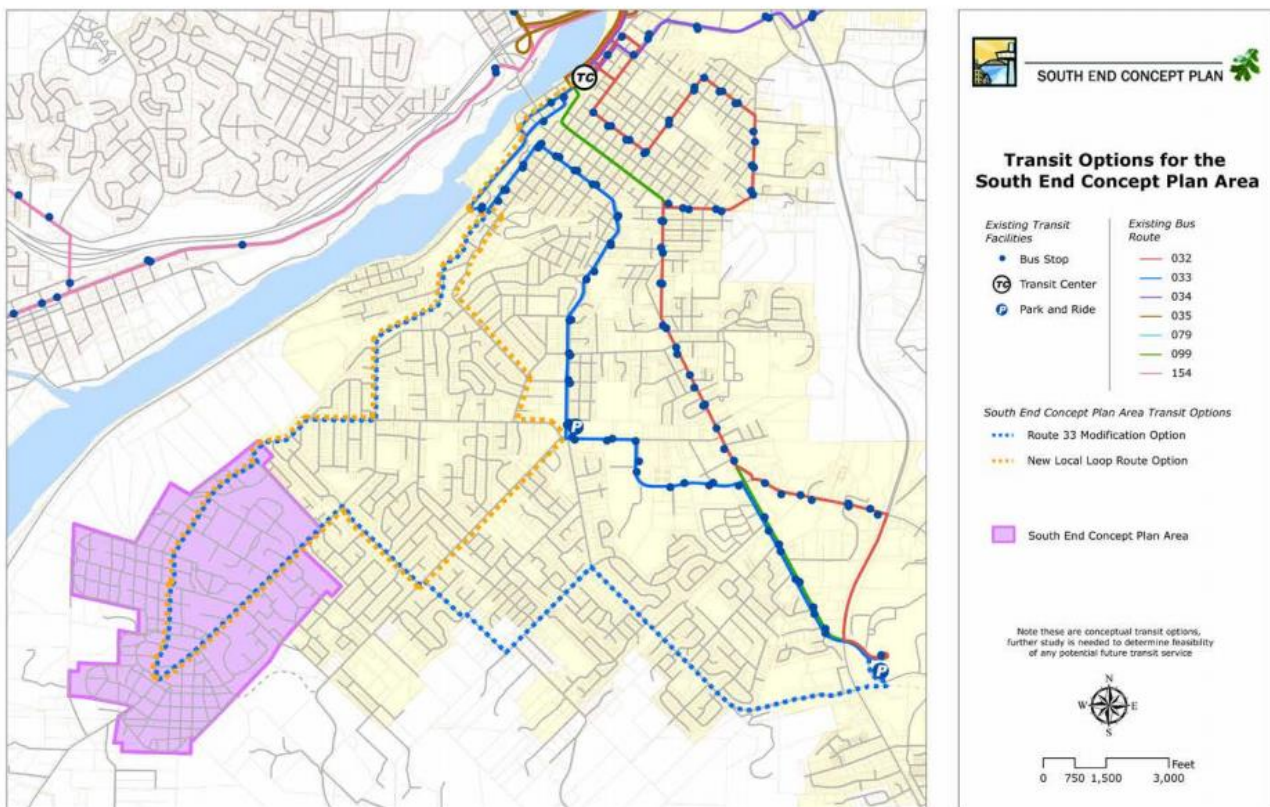 TC
P
P
SOUTH END CONCEPT PLAN
Transit Options for the
South End Concept Plan Area
Existing Transit
Facilities
Bus Stop
TC
Transit Center
P
Park and Ride
Existing Bus
Route
032
033
034
035
079
099
154
South End Concept Plan Area Transit Options
Route 33 Modification Option
New Local Loop Route Option
South End Concept Plan Area
Note these are conceptual transit options,
further study is needed to determine feasibility
of any potential future transit service
N
W E
S
Feet
0 750 1,500 3,000